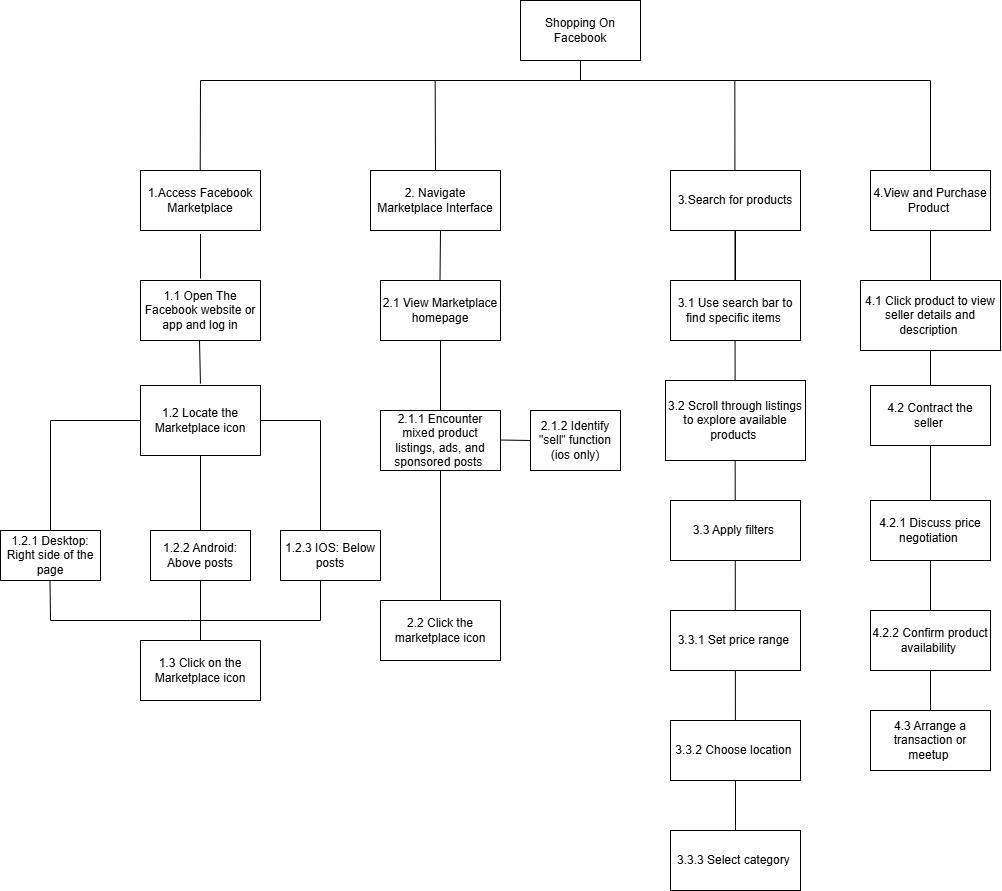 Shopping On
Facebook
1.Access Facebook
Marketplace
2. Navigate
Marketplace Interface
3.Search for products
4.View and Purchase
Product
1.1 Open The
Facebook website or
app and log in
2.1 View Marketplace
homepage
3.1 Use search bar to
find specific items
4.1 Click product to view
seller details and
description
1.2 Locate the
Marketplace icon
2.1.1 Encounter
mixed product
listings, ads, and
sponsored posts
2.1.2 Identify
"sell" function
(ios only)
3.2 Scroll through listings
to explore available
products
4.2 Contract the
seller
1.2.1 Desktop:
Right side of the
page
1.2.2 Android:
Above posts
1.2.3 IOS: Below
posts
3.3 Apply filters
4.2.1 Discuss price
negotiation
2.2 Click the
marketplace icon
3.3.1 Set price range
4.2.2 Confirm product
availability
1.3 Click on the
Marketplace icon
3.3.2 Choose location
4.3 Arrange a
transaction or
meetup
3.3.3 Select category